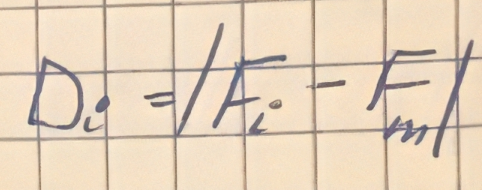 Di = |Fi - Fm|